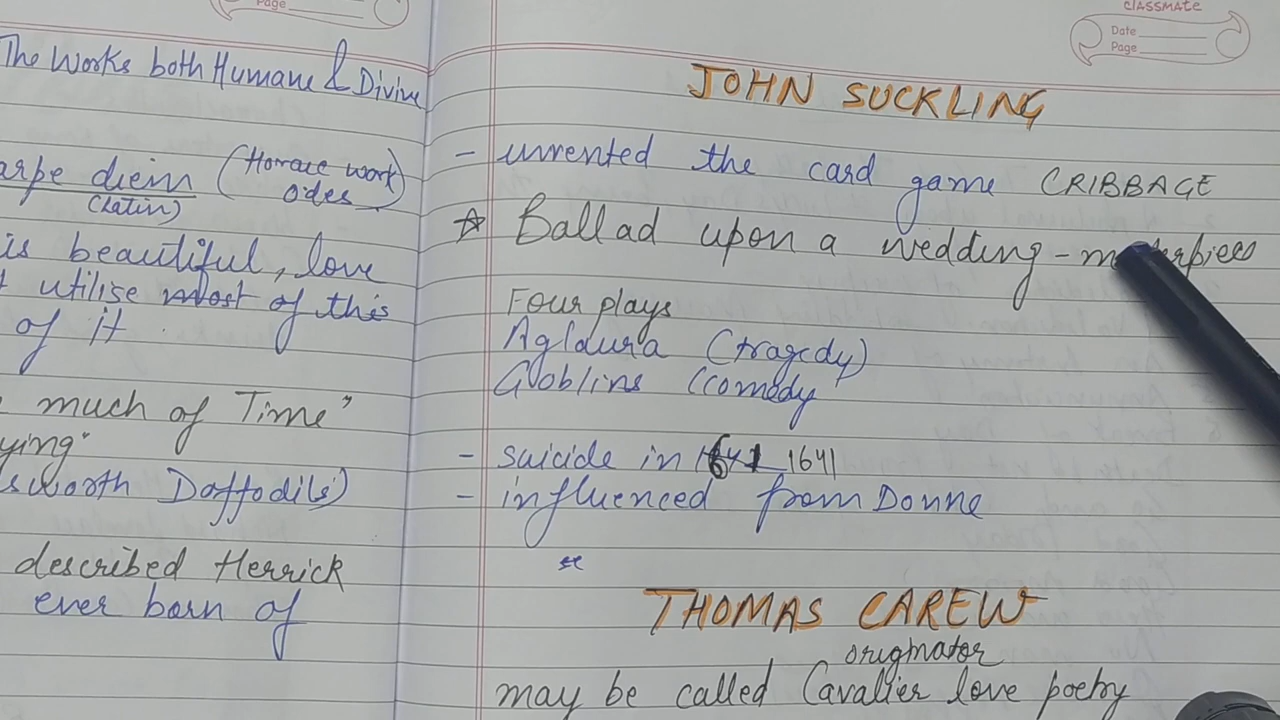 Page
The Works both Humane & Divine
arpe diem (Horace work)
(Latin) odes
is beautiful, love
t utilise most of this
of it
much of Time"
ying"
sworth Daffodils)
described Herrick
ever born of
CLASSMATE
Date
Page
JOHN SUCKLING
- invented the card game CRIBBAGE
☆ Ballad upon a wedding -
Four plays
Aglaura (tragedy)
Goblins (comedy
- suicide in 1641 1641
- influenced from Donne
THOMAS CAREW
originator
may be called Cavalier love poetry